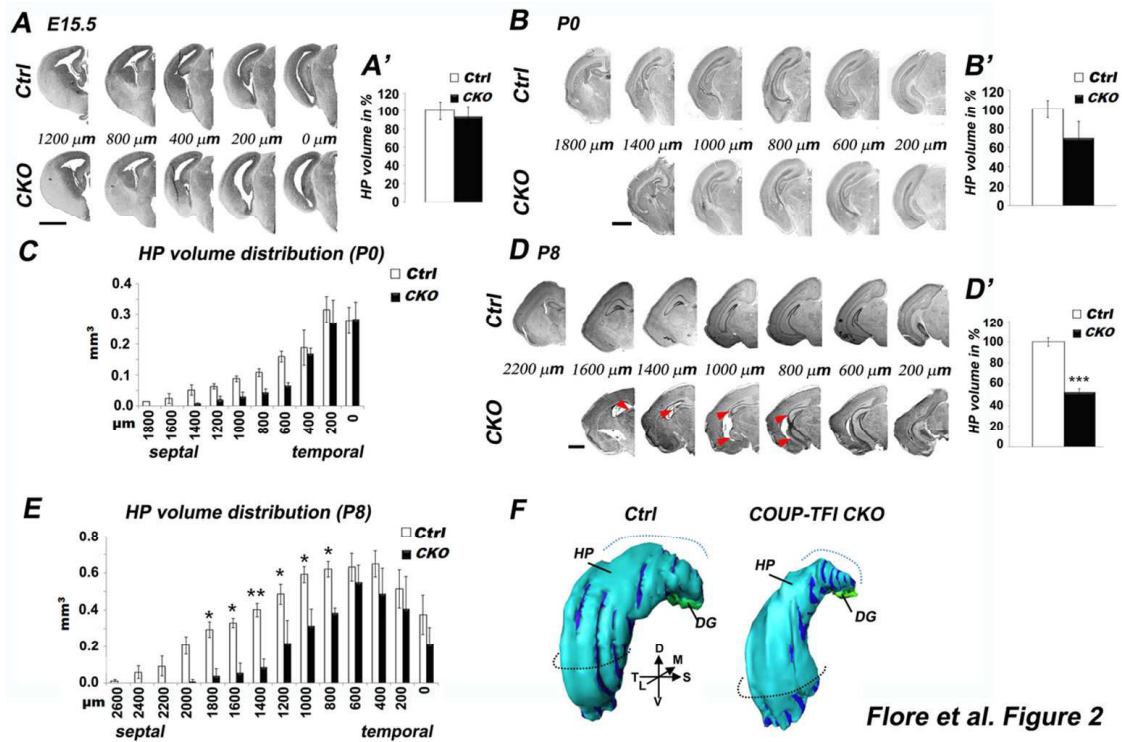 A E15.5
Ctrl
1200 µm 800 µm 400 µm 200 µm 0 µm
CKO
A'
Ctrl
CKO
HP volume in %
120
100
80
60
40
20
0
B P0
Ctrl
1800 µm 1400 µm 1000 µm 800 µm 600 µm 200 µm
CKO
B'
Ctrl
CKO
HP volume in %
120
100
80
60
40
20
0
C HP volume distribution (P0)
Ctrl
CKO
mm³
0.4
0.3
0.2
0.1
0.0
µm 1800 1600 1400 1200 1000 800 600 400 200 0
septal temporal
D P8
Ctrl
2200 µm 1600 µm 1400 µm 1000 µm 800 µm 600 µm 200 µm
CKO
D'
Ctrl
CKO
HP volume in %
120
100
80
60
40
20
0
***
E HP volume distribution (P8)
Ctrl
CKO
mm³
0.8
0.6
0.4
0.2
0.0
* * ** * * *
µm 2600 2400 2200 2000 1800 1600 1400 1200 1000 800 600 400 200 0
septal temporal
F Ctrl COUP-TFI CKO
HP
DG
D
M
T S
L
V
HP
DG
Flore et al. Figure 2